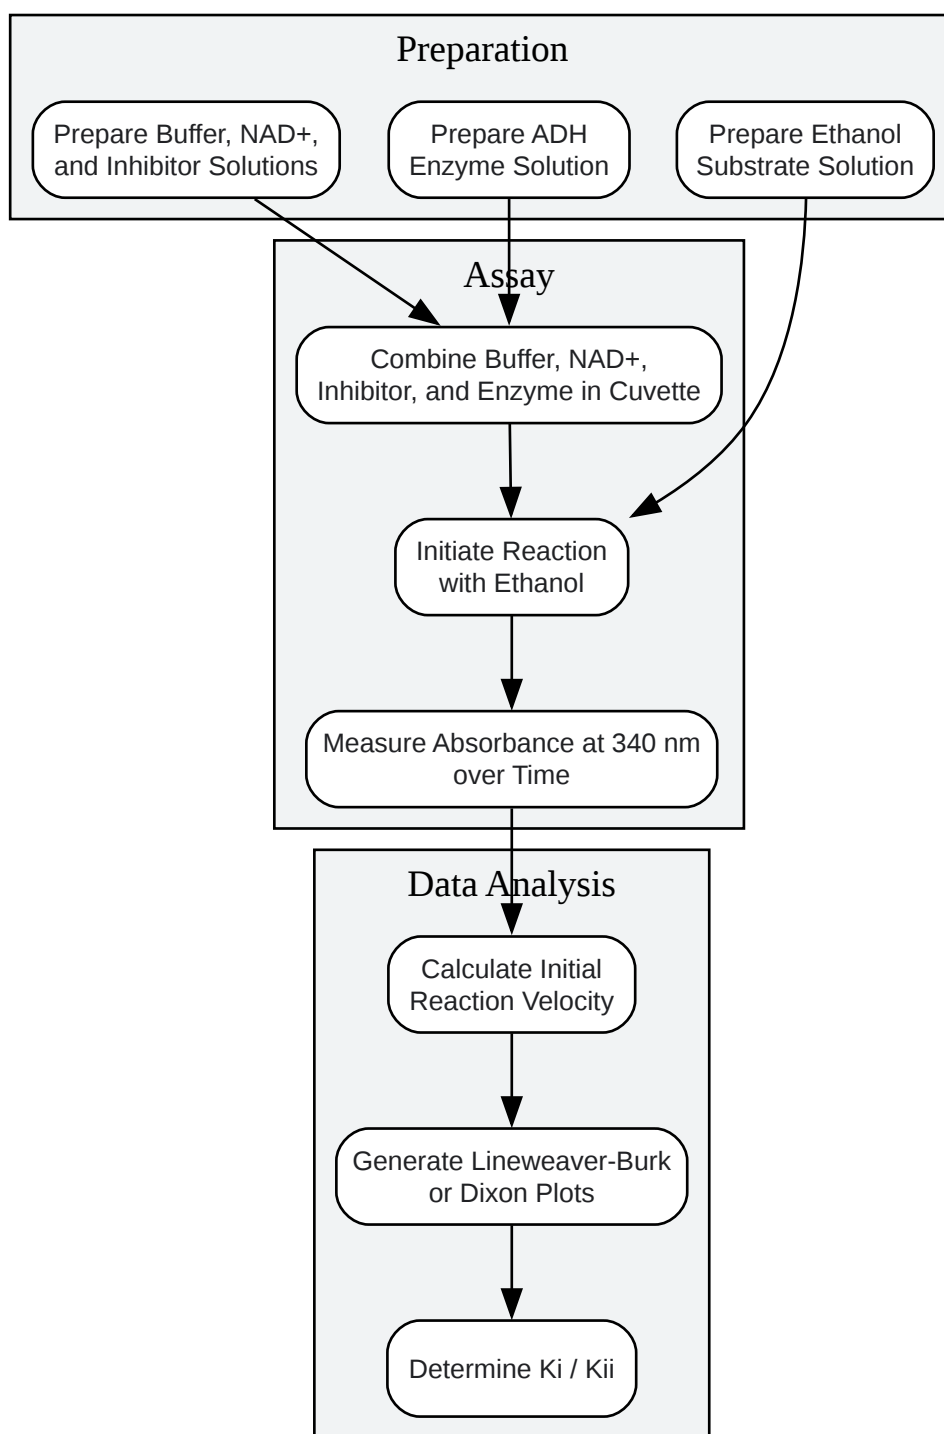 Preparation
Prepare Buffer, NAD+,
and Inhibitor Solutions
Prepare ADH
Enzyme Solution
Prepare Ethanol
Substrate Solution
Assay
Combine Buffer, NAD+,
Inhibitor, and Enzyme in Cuvette
Initiate Reaction
with Ethanol
Measure Absorbance at 340 nm
over Time
Data Analysis
Calculate Initial
Reaction Velocity
Generate Lineweaver-Burk
or Dixon Plots
Determine Ki / Kii